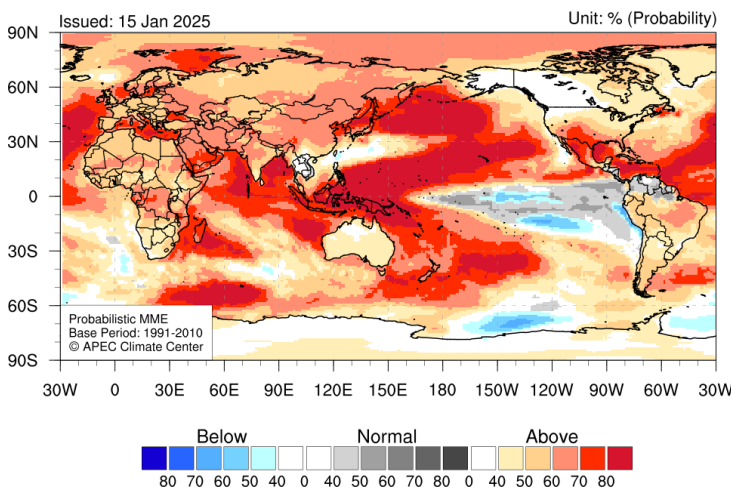 Issued: 15 Jan 2025
Unit: % (Probability)
90N
60N
30N
0
30S
60S
90S
Probabilistic MME
Base Period: 1991-2010
© APEC Climate Center
30W 0 30E 60E 90E 120E 150E 180 150W 120W 90W 60W 30W
Below Normal Above
80 70 60 50 40 0 40 50 60 70 80 0 40 50 60 70 80